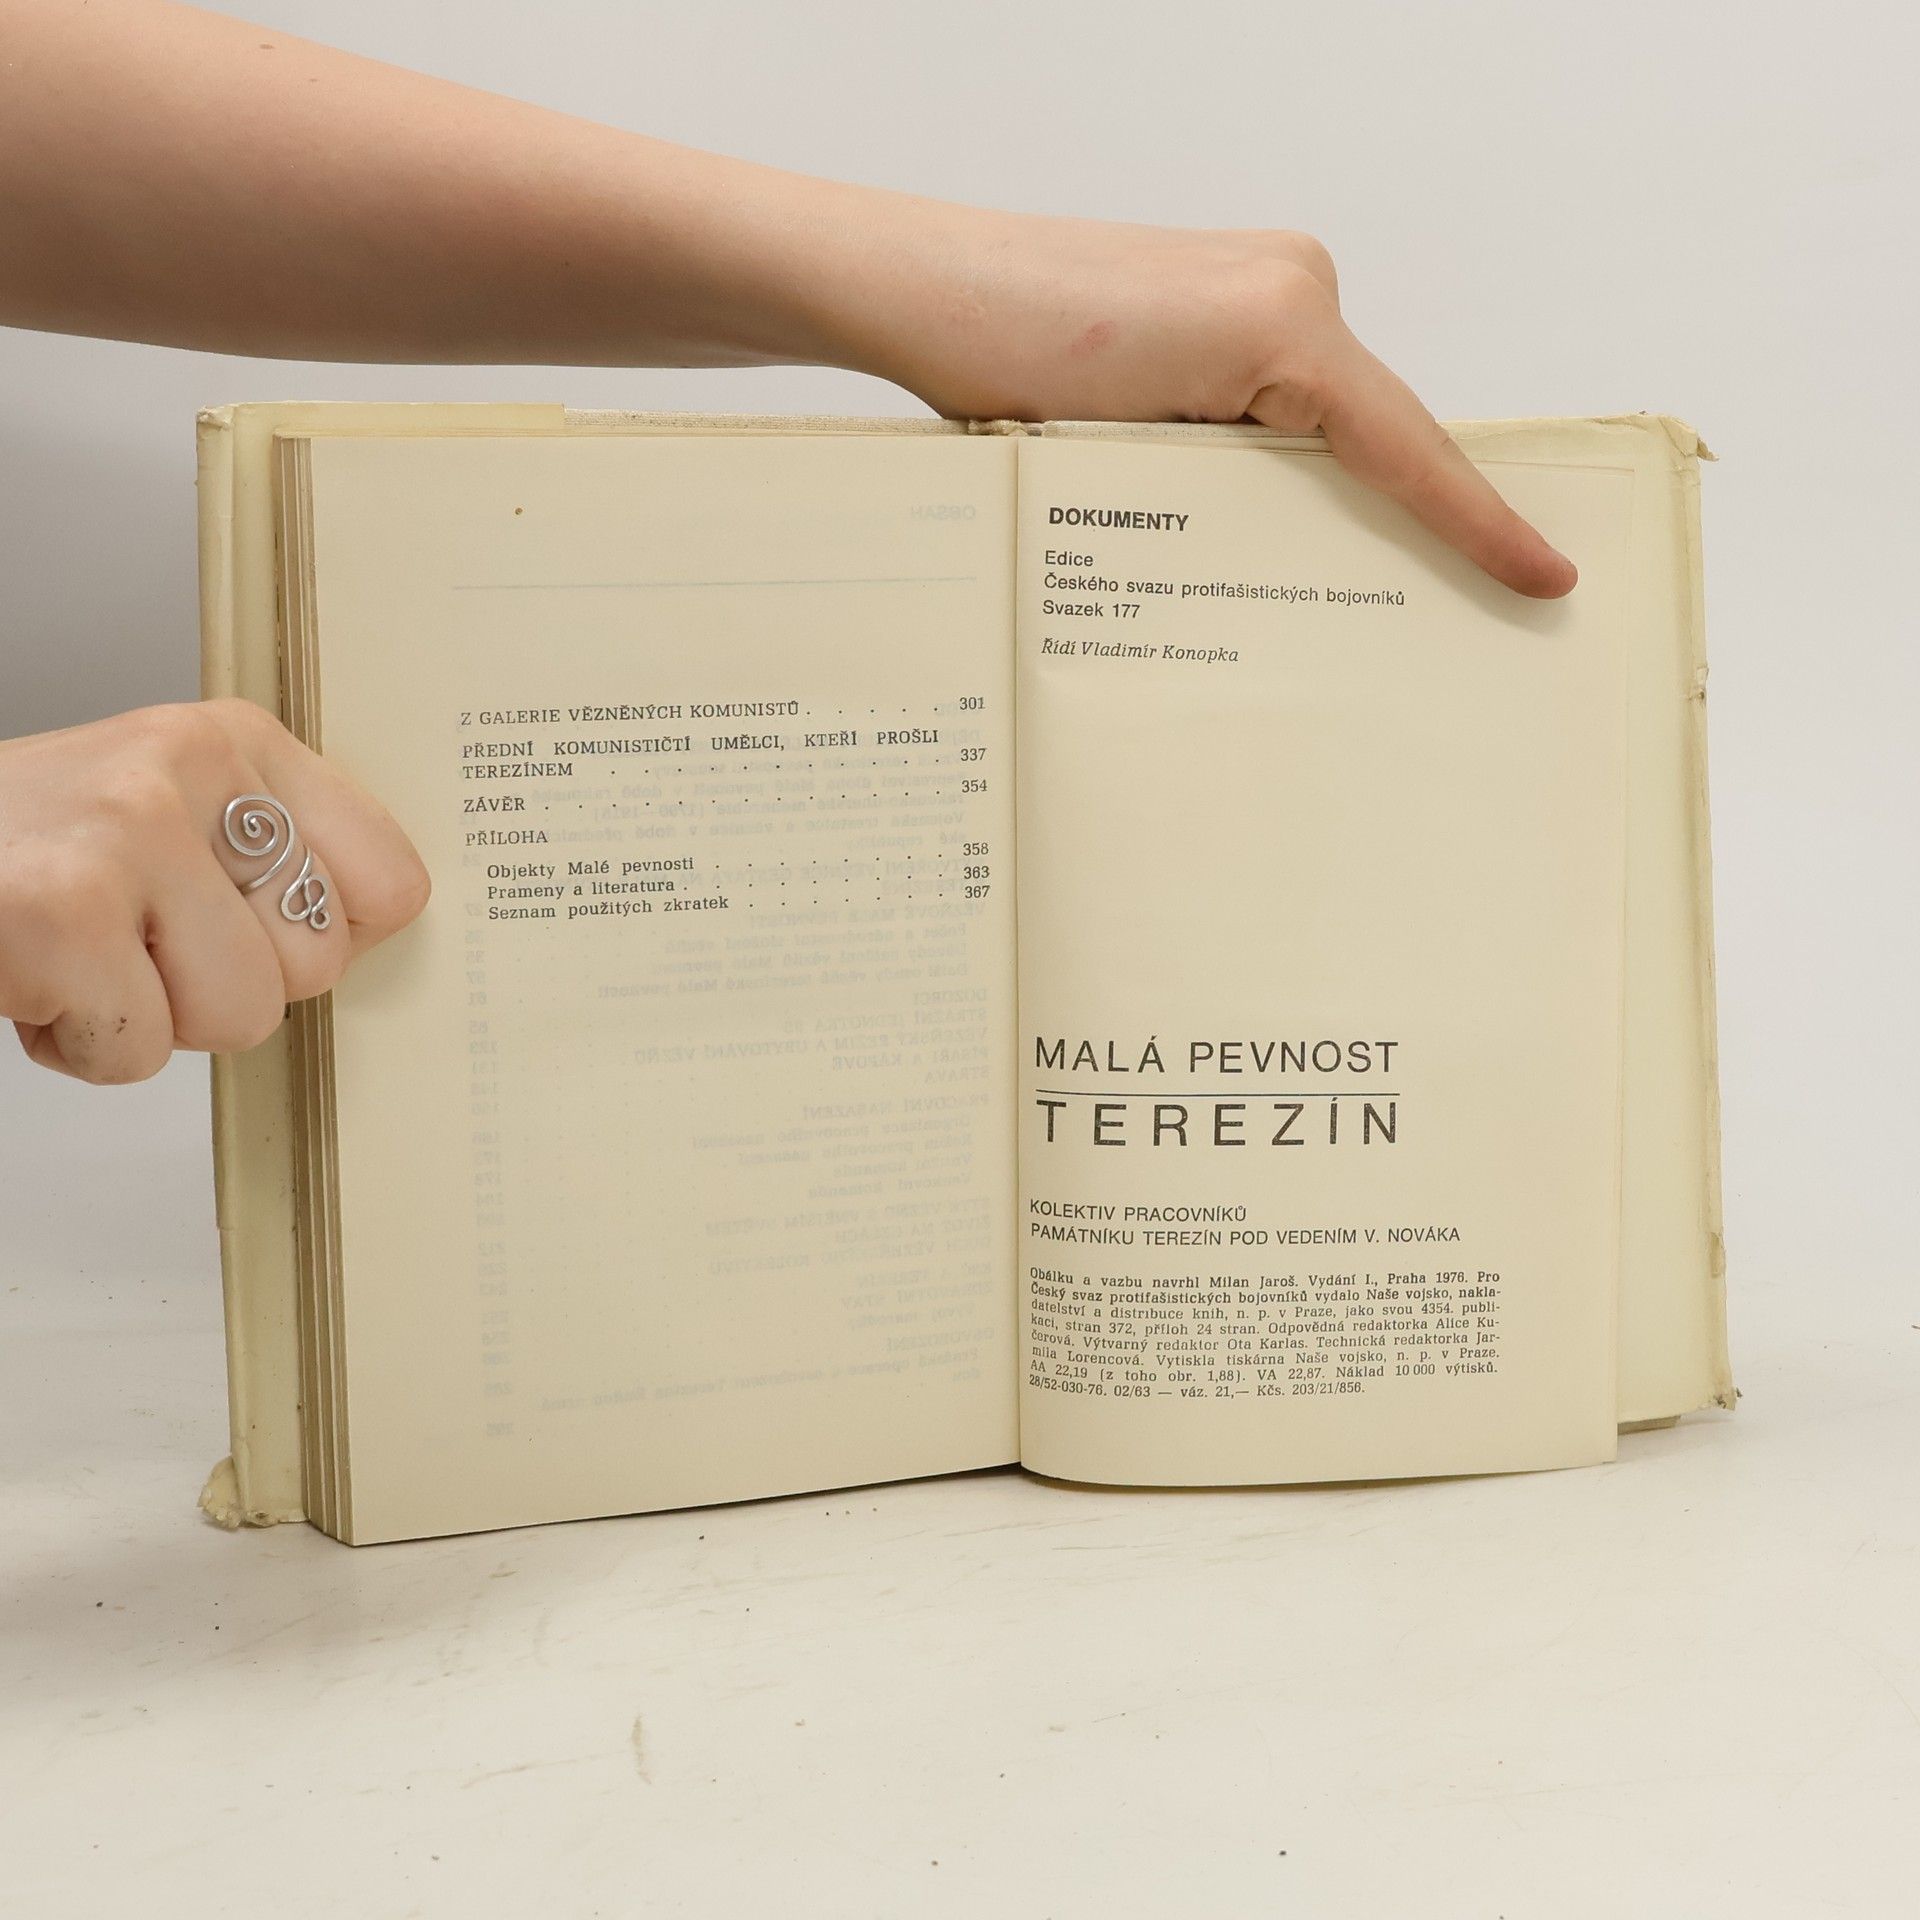 Z GALERIE VĚZNĚNÝCH KOMUNISTŮ . . . . . 301
PŘEDNÍ KOMUNISTIČTÍ UMĚLCI, KTEŘÍ PROŠLI
TEREZÍNEM . . . . . . . . . . 337
ZÁVĚR . . . . . . . . . . . . 354
PŘÍLOHA
Objekty Malé pevnosti . . . . . . . . 358
Prameny a literatura . . . . . . . . . 363
Seznam použitých zkratek . . . . . . . 367
DOKUMENTY
Edice
Českého svazu protifašistických bojovníků
Svazek 177
Řídí Vladimír Konopka
MALÁ PEVNOST
TEREZÍN
KOLEKTIV PRACOVNÍKŮ
PAMÁTNÍKU TEREZÍN POD VEDENÍM V. NOVÁKA
Obálku a vazbu navrhl Milan Jaroš. Vydání I., Praha 1976. Pro
Český svaz protifašistických bojovníků vydalo Naše vojsko, nakla-
datelství a distribuce knih, n. p. v Praze, jako svou 4354. publi-
kaci, stran 372, příloh 24 stran. Odpovědná redaktorka Alice Ku-
čerová. Výtvarný redaktor Ota Karlas. Technická redaktorka Jar-
mila Lorencová. Vytiskla tiskárna Naše vojsko, n. p. v Praze.
AA 22,19 (z toho obr. 1,88). VA 22,87. Náklad 10 000 výtisků.
28/52-030-76. 02/63 — váz. 21,— Kčs. 203/21/856.